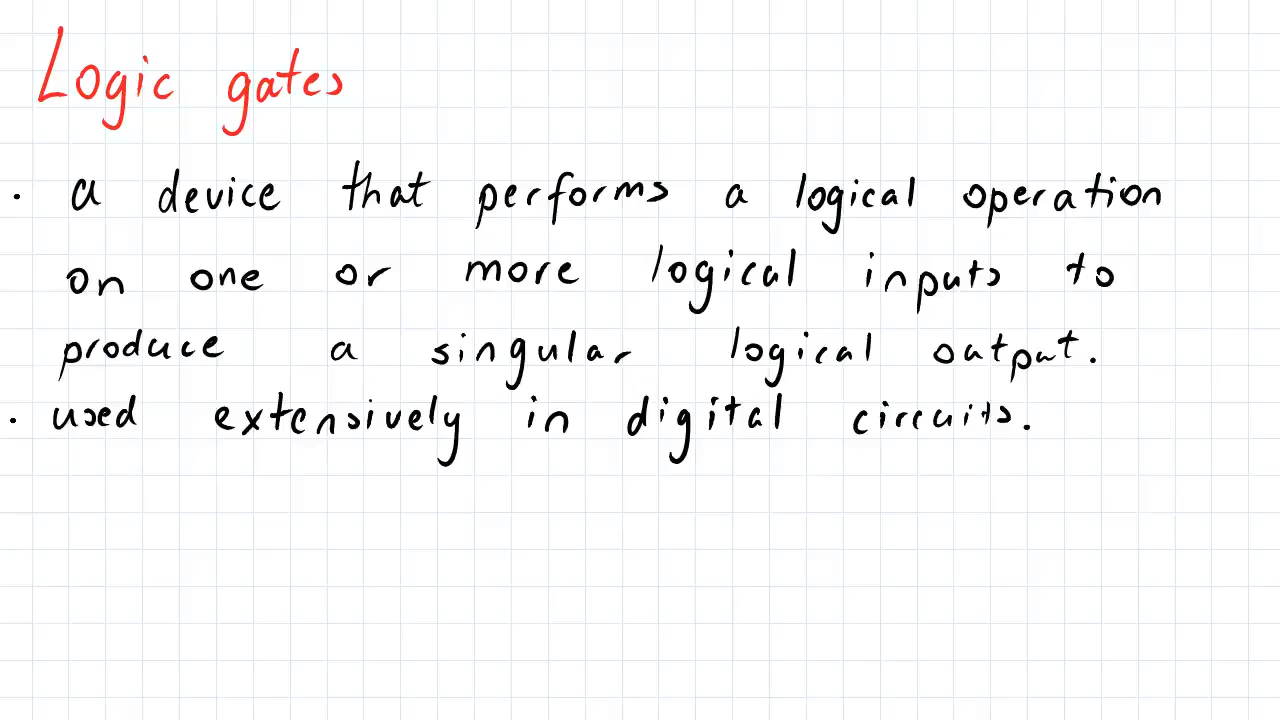 Logic gates
· a device that performs a logical operation
on one or more logical inputs to
produce a singular logical output.
· used extensively in digital circuits.